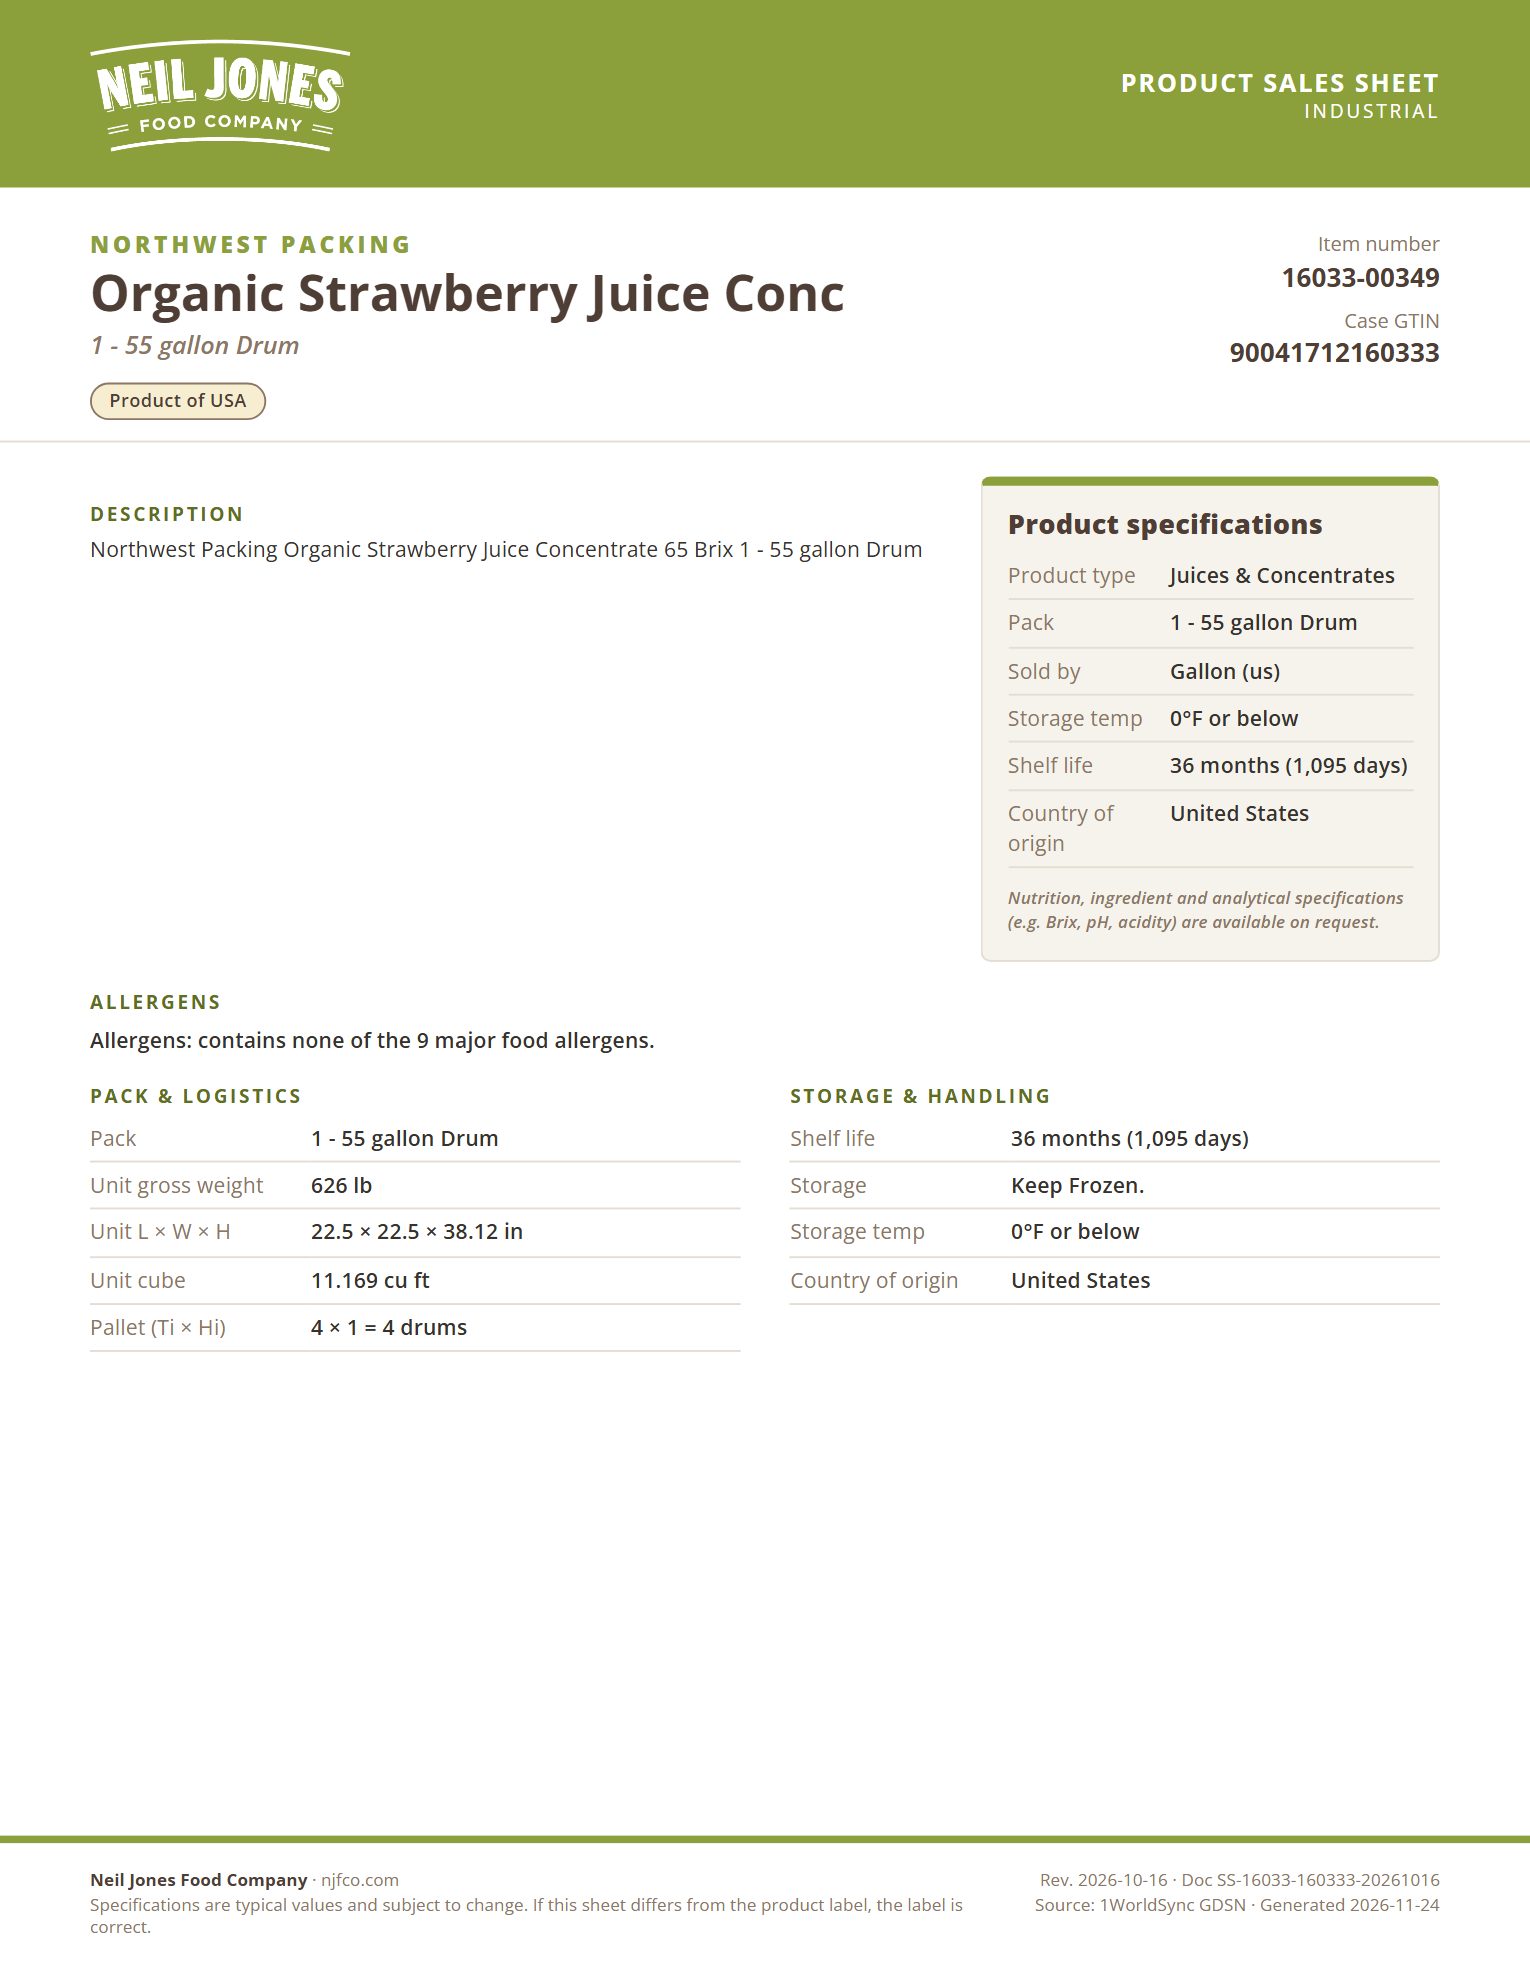 NEIL JONES
FOOD COMPANY
PRODUCT SALES SHEET
INDUSTRIAL
NORTHWEST PACKING
Organic Strawberry Juice Conc
1 - 55 gallon Drum
Product of USA
Item number
16033-00349
Case GTIN
90041712160333
DESCRIPTION
Northwest Packing Organic Strawberry Juice Concentrate 65 Brix 1 - 55 gallon Drum
Product specifications
Product type Juices & Concentrates
Pack 1 - 55 gallon Drum
Sold by Gallon (us)
Storage temp 0°F or below
Shelf life 36 months (1,095 days)
Country of United States
origin
Nutrition, ingredient and analytical specifications
(e.g. Brix, pH, acidity) are available on request.
ALLERGENS
Allergens: contains none of the 9 major food allergens.
PACK & LOGISTICS
Pack 1 - 55 gallon Drum
Unit gross weight 626 lb
Unit L × W × H 22.5 × 22.5 × 38.12 in
Unit cube 11.169 cu ft
Pallet (Ti × Hi) 4 × 1 = 4 drums
STORAGE & HANDLING
Shelf life 36 months (1,095 days)
Storage Keep Frozen.
Storage temp 0°F or below
Country of origin United States
Neil Jones Food Company · njfco.com
Specifications are typical values and subject to change. If this sheet differs from the product label, the label is
correct.
Rev. 2026-10-16 · Doc SS-16033-160333-20261016
Source: 1WorldSync GDSN · Generated 2026-11-24